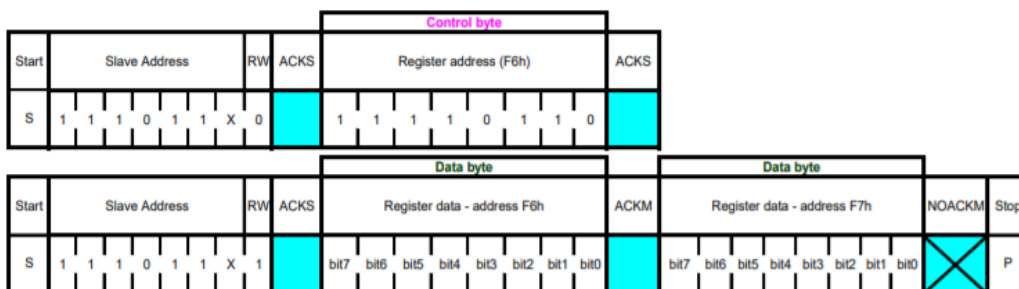 Control byte
Start Slave Address RW ACKS Register address (F6h) ACKS
S 1 1 1 0 1 1 X 0 1 1 1 1 0 1 1 0
Data byte Data byte
Start Slave Address RW ACKS Register data - address F6h ACKM Register data - address F7h NOACKM Stop
S 1 1 1 0 1 1 X 1 bit7 bit6 bit5 bit4 bit3 bit2 bit1 bit0 bit7 bit6 bit5 bit4 bit3 bit2 bit1 bit0 P